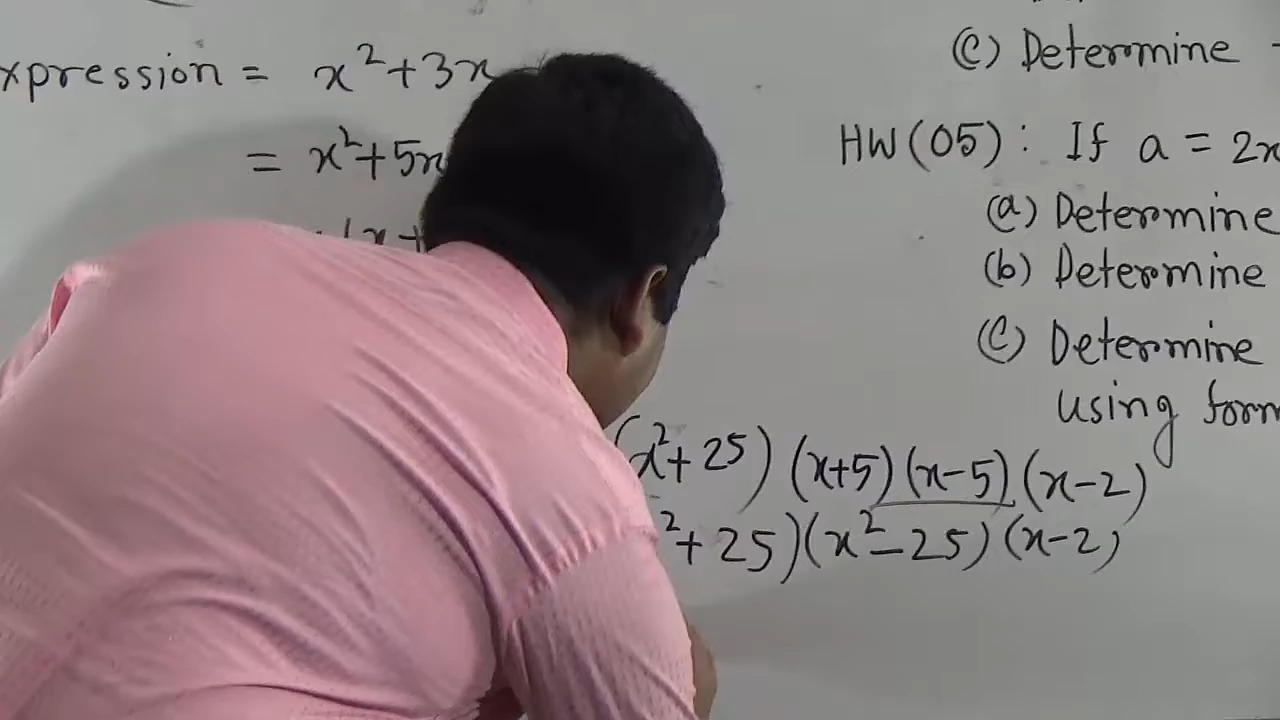 xpression = x²+3x
= x²+5x
(x+
(x²+25)(x+5)(x-5)(x-2)
²+25)(x²-25)(x-2)
(c) Determine
HW(05): If a = 2x
(a) Determine
(b) Determine
(c) Determine
using form